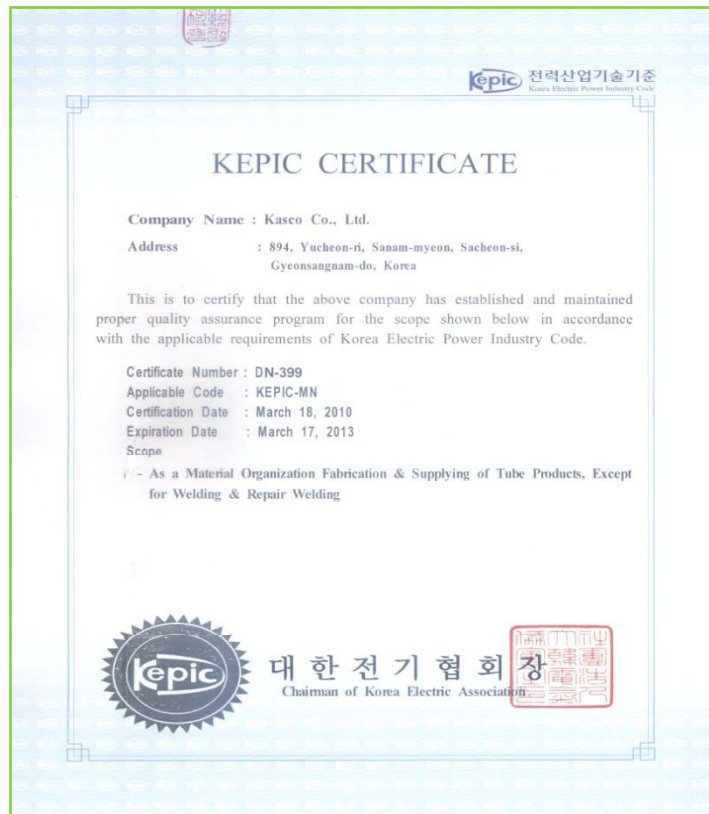 Kepic 전력산업기술기준
Korea Electric Power Industry Code
KEPIC CERTIFICATE
Company Name : Kasco Co., Ltd.
Address : 894, Yucheon-ri, Sanam-myeon, Sacheon-si,
Gyeonsangnam-do, Korea
This is to certify that the above company has established and maintained
proper quality assurance program for the scope shown below in accordance
with the applicable requirements of Korea Electric Power Industry Code.
Certificate Number : DN-399
Applicable Code : KEPIC-MN
Certification Date : March 18, 2010
Expiration Date : March 17, 2013
Scope
- As a Material Organization Fabrication & Supplying of Tube Products, Except
for Welding & Repair Welding
Kepic
대한전기협회장
Chairman of Korea Electric Association